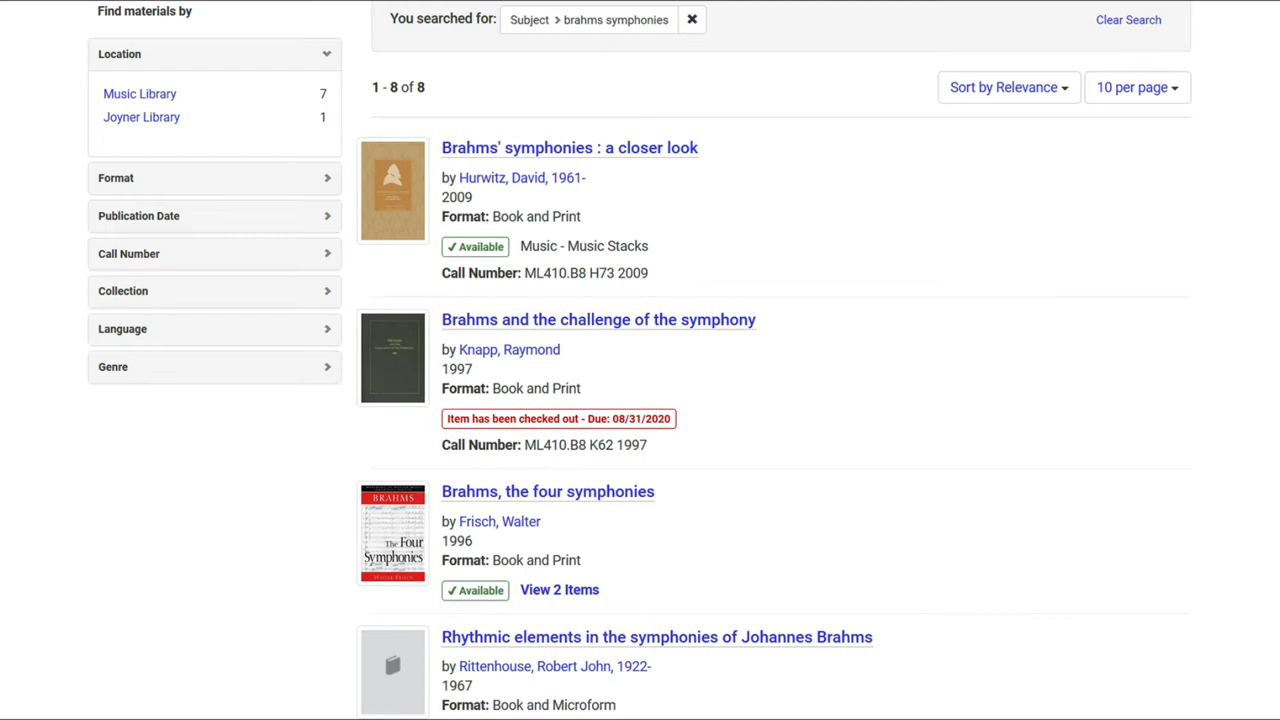 Find materials by
You searched for: Subject > brahms symphonies ✖ Clear Search
Location
Music Library 7
Joyner Library 1
Format
Publication Date
Call Number
Collection
Language
Genre
1 - 8 of 8 Sort by Relevance 10 per page
Brahms' symphonies : a closer look
by Hurwitz, David, 1961-
2009
Format: Book and Print
✔ Available Music - Music Stacks
Call Number: ML410.B8 H73 2009
Brahms and the challenge of the symphony
by Knapp, Raymond
1997
Format: Book and Print
Item has been checked out - Due: 08/31/2020
Call Number: ML410.B8 K62 1997
BRAHMS
The Four
Symphonies
WALTER FRISCH
Brahms, the four symphonies
by Frisch, Walter
1996
Format: Book and Print
✔ Available View 2 Items
Rhythmic elements in the symphonies of Johannes Brahms
by Rittenhouse, Robert John, 1922-
1967
Format: Book and Microform